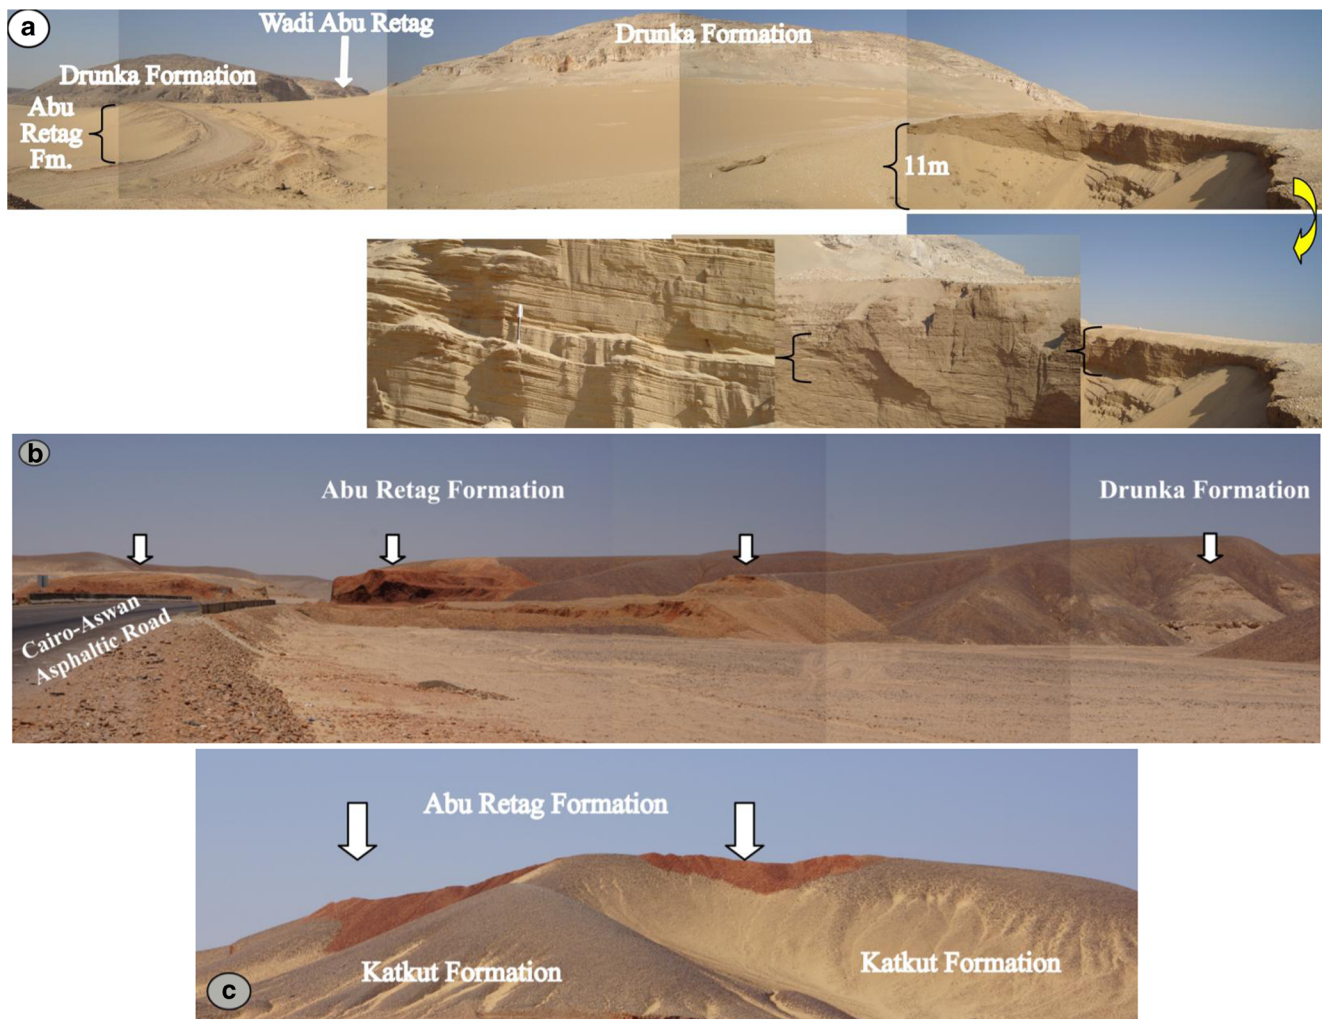 a
Wadi Abu Retag
Drunka Formation
Drunka Formation
Abu
Retag
Fm.
11m
b
Abu Retag Formation
Drunka Formation
Cairo-Aswan
Asphaltic Road
Abu Retag Formation
Katkut Formation
Katkut Formation
c